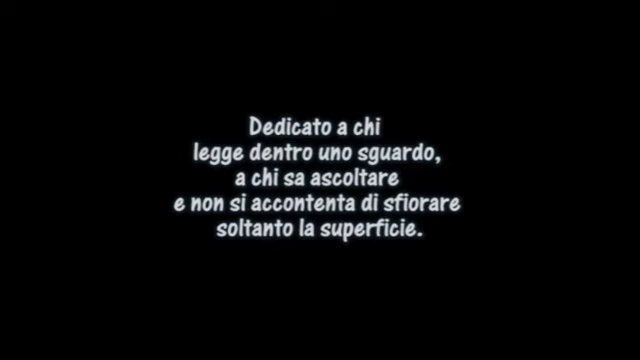 Dedicato a chi
legge dentro uno sguardo,
a chi sa ascoltare
e non si accontenta di sfiorare
soltanto la superficie.